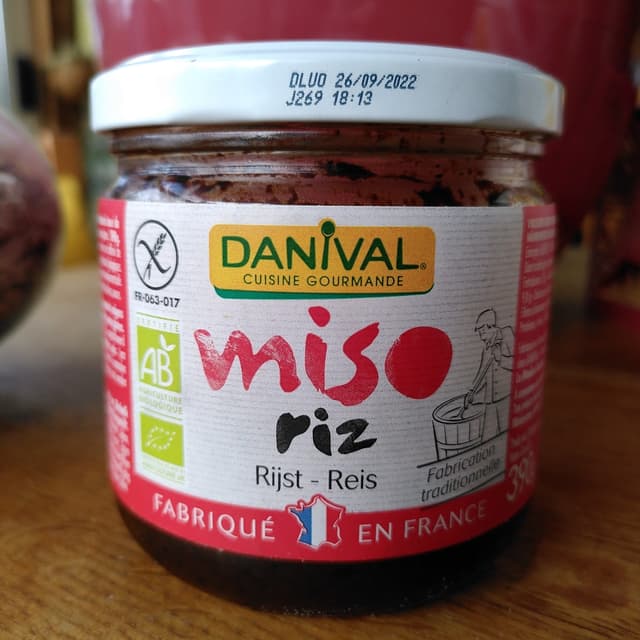 DLUO 26/09/2022
J269 18:13
DANIVAL®
CUISINE GOURMANDE
FR-063-017
CERTIFIÉ
AB
AGRICULTURE
BIOLOGIQUE
miso
riz
Rijst - Reis
Fabrication
traditionnelle
FABRIQUÉ EN FRANCE